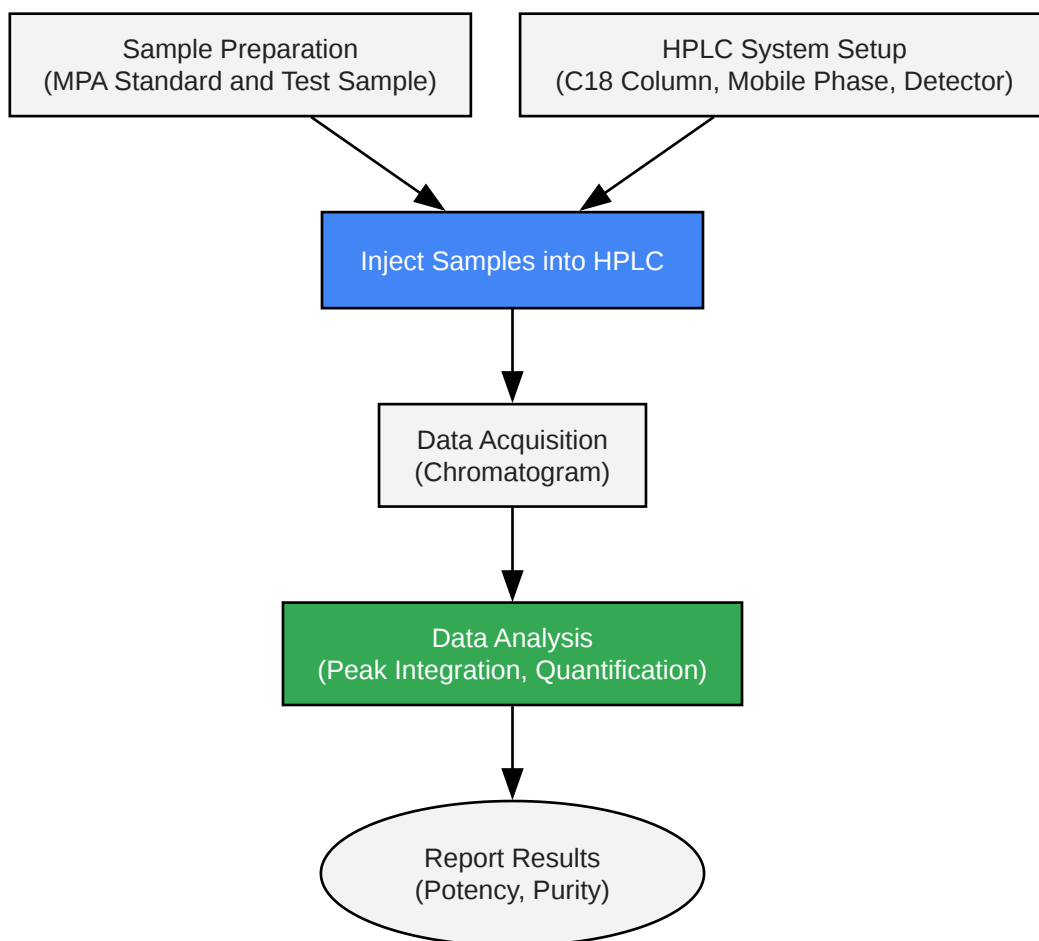 Sample Preparation
(MPA Standard and Test Sample)
HPLC System Setup
(C18 Column, Mobile Phase, Detector)
Inject Samples into HPLC
Data Acquisition
(Chromatogram)
Data Analysis
(Peak Integration, Quantification)
Report Results
(Potency, Purity)